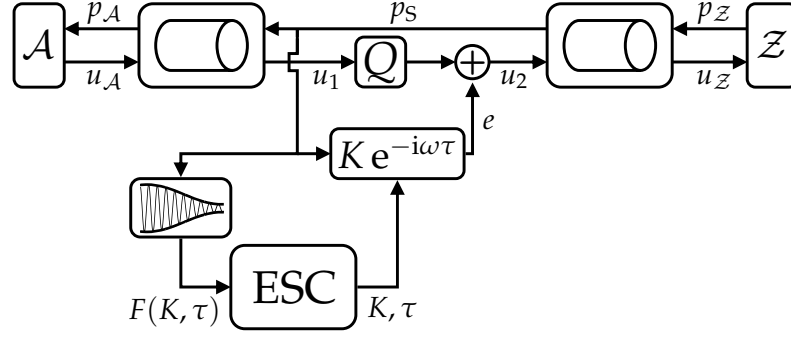 p_𝒜 p_S p_𝒵
𝒜 𝒵
u_𝒜 u_1 Q + u_2 u_𝒵
e
K e^{−iωτ}
ESC
F(K, τ) K, τ